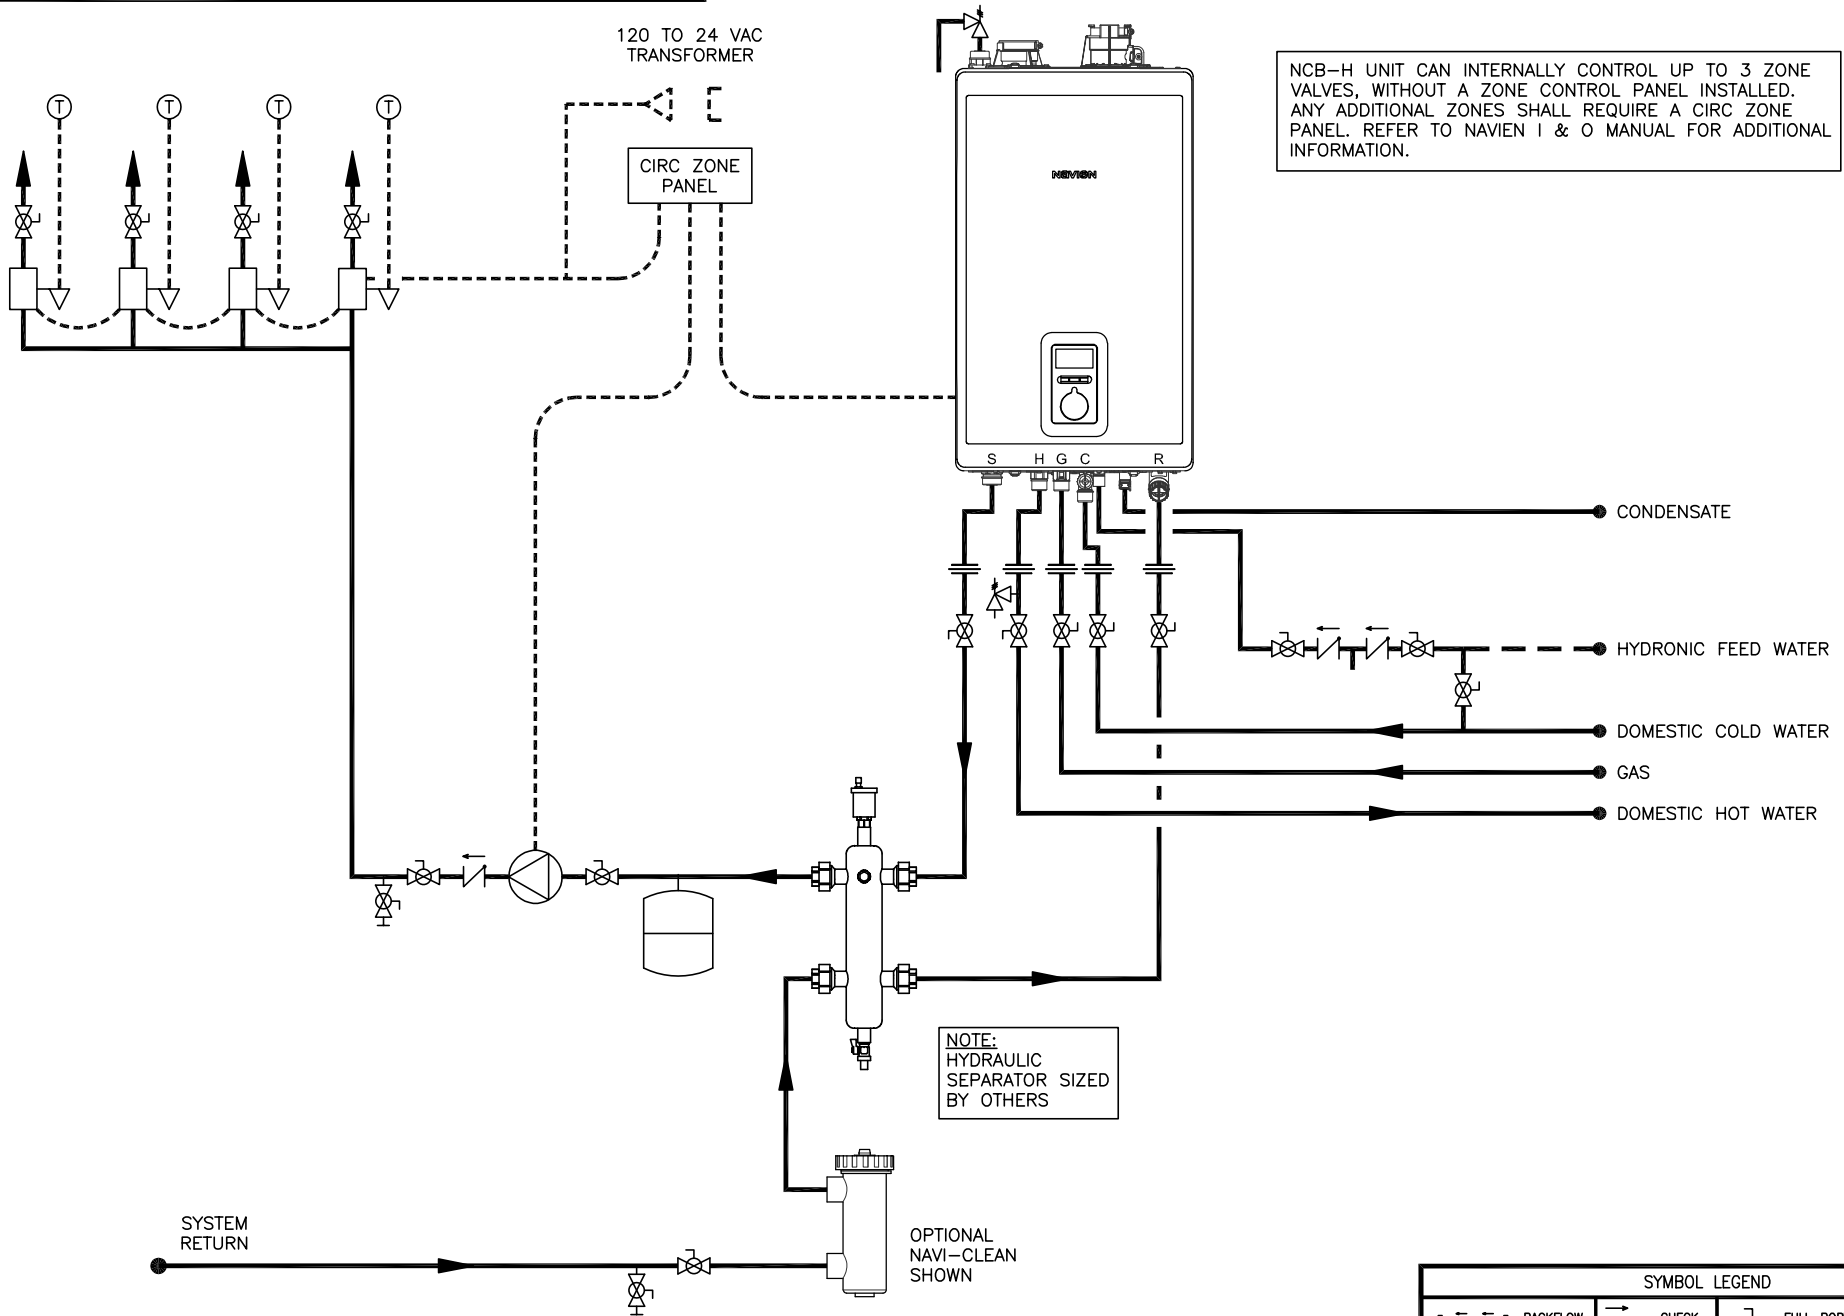 120 TO 24 VAC
TRANSFORMER
NCB-H UNIT CAN INTERNALLY CONTROL UP TO 3 ZONE
VALVES, WITHOUT A ZONE CONTROL PANEL INSTALLED.
ANY ADDITIONAL ZONES SHALL REQUIRE A CIRC ZONE
PANEL. REFER TO NAVIEN I & O MANUAL FOR ADDITIONAL
INFORMATION.
T T T T
CIRC ZONE
PANEL
NAVIEN
S H G C R
CONDENSATE
HYDRONIC FEED WATER
DOMESTIC COLD WATER
GAS
DOMESTIC HOT WATER
NOTE:
HYDRAULIC
SEPARATOR SIZED
BY OTHERS
SYSTEM
RETURN
OPTIONAL
NAVI-CLEAN
SHOWN
SYMBOL LEGEND